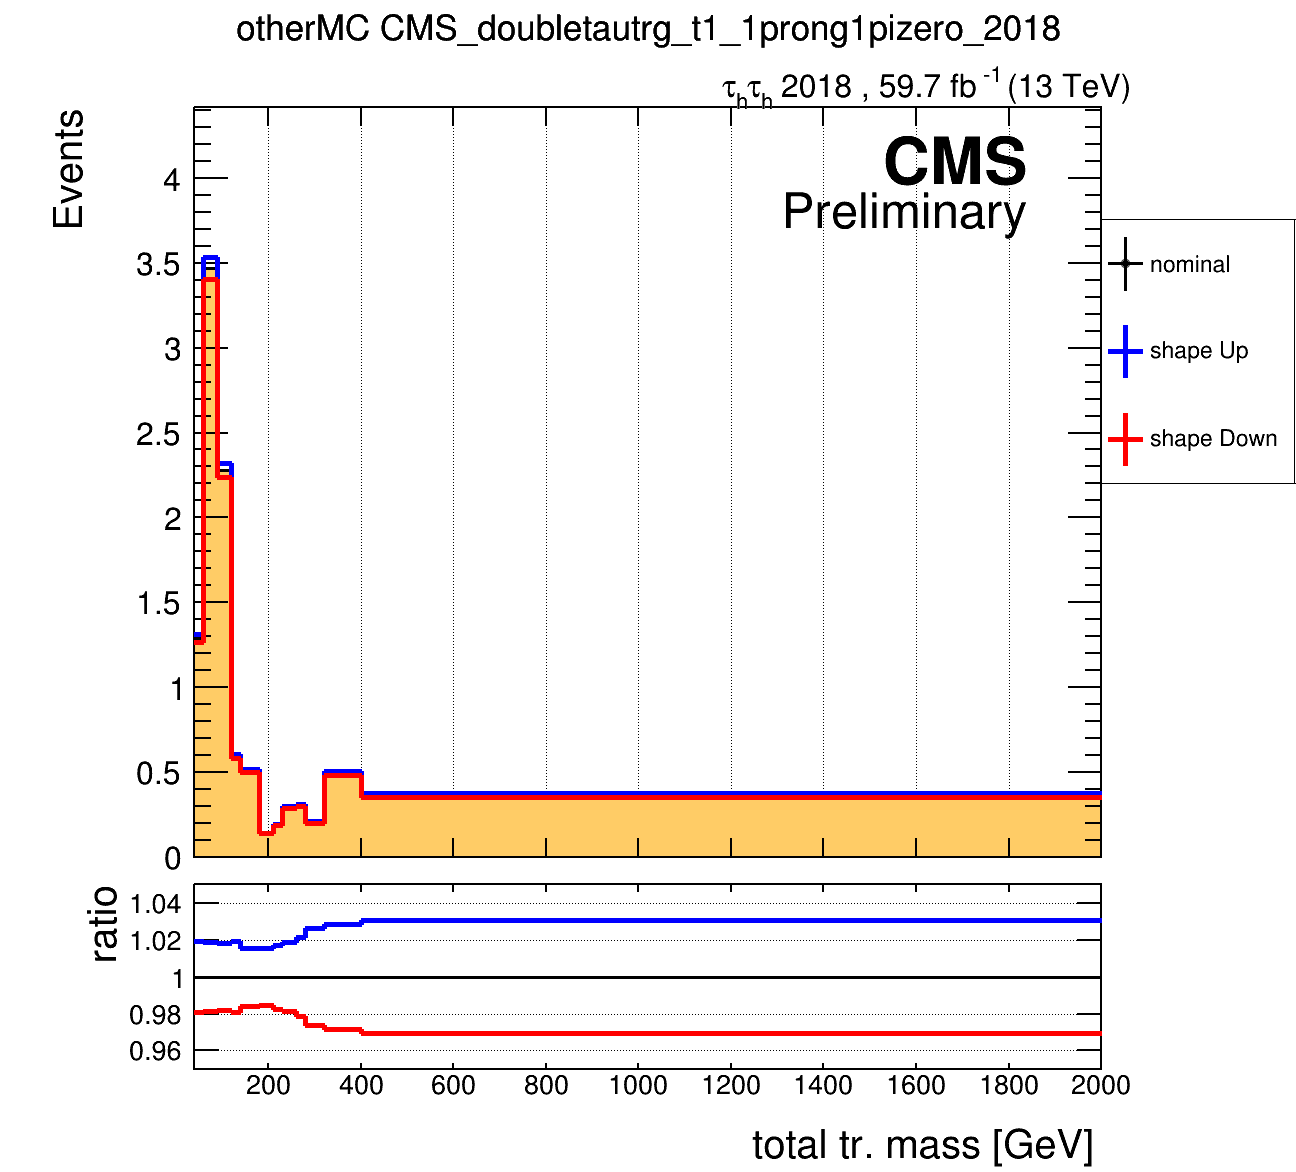 otherMC CMS_doubletautrg_t1_1prong1pizero_2018
τhτh 2018 , 59.7 fb -1 (13 TeV)
Events
CMS
Preliminary
4
3.5
3
2.5
2
1.5
1
0.5
0
nominal
shape Up
shape Down
ratio
1.04
1.02
1
0.98
0.96
200 400 600 800 1000 1200 1400 1600 1800 2000
total tr. mass [GeV]